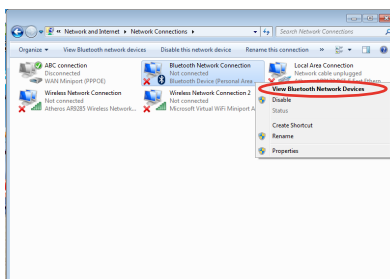 « Network and Internet ▸ Network Connections ▸
Search Network Connections
Organize ▾ View Bluetooth network devices Disable this network device Rename this connection »
ABC connection
Disconnected
WAN Miniport (PPPOE)
Bluetooth Network Connection
Not connected
Bluetooth Device (Personal Area...
Local Area Connection
Network cable unplugged
Wireless Network Connection
Not connected
Atheros AR9285 Wireless Network...
Wireless Network Connection 2
Not connected
Microsoft Virtual WiFi Miniport A
View Bluetooth Network Devices
Disable
Status
Create Shortcut
Rename
Properties